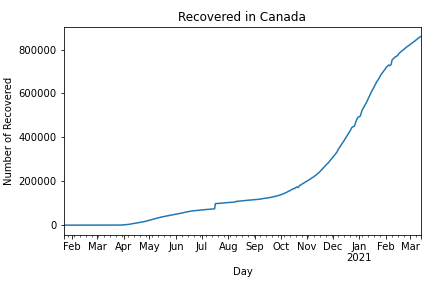 Recovered in Canada
Number of Recovered
800000
600000
400000
200000
0
Feb Mar Apr May Jun Jul Aug Sep Oct Nov Dec Jan Feb Mar
2021
Day